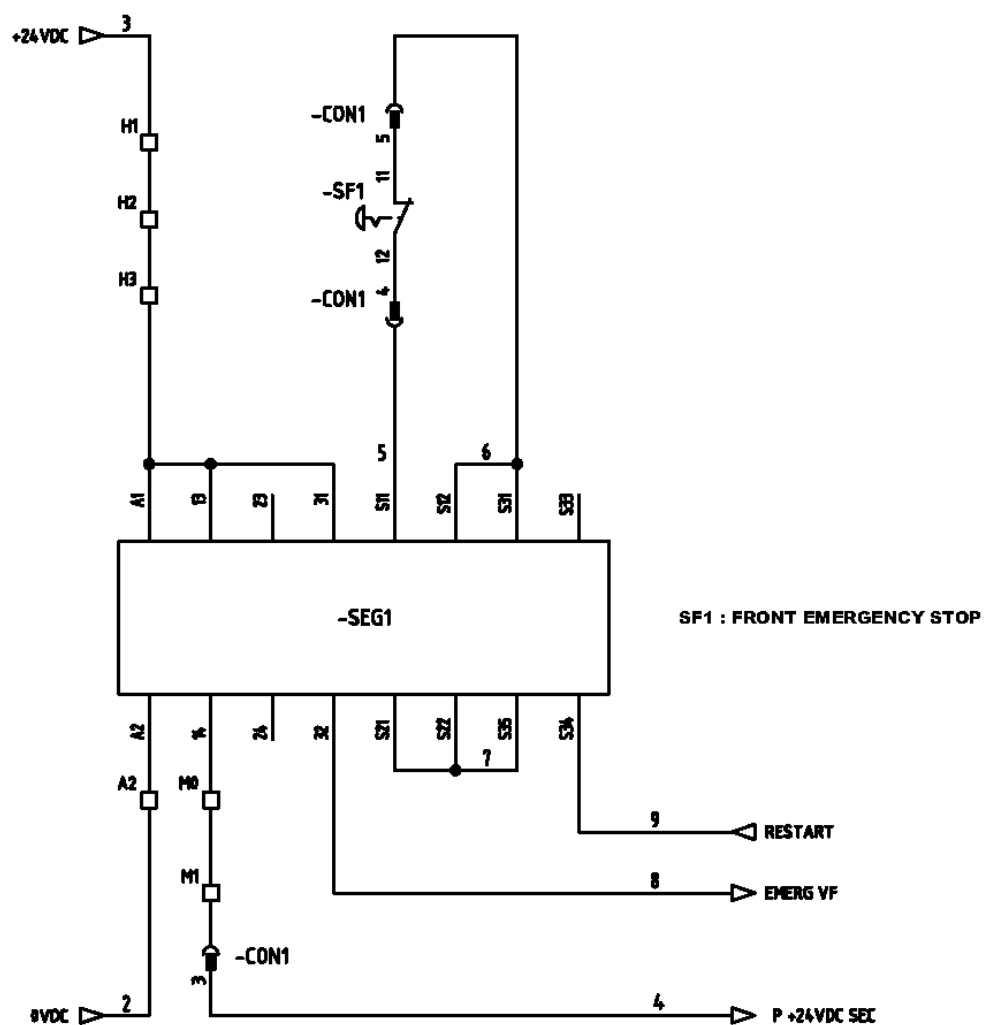 +24VDC
3
-CON1
5
H1
11
-SF1
H2
12
H3
4
-CON1
5
6
A1
13
23
31
S11
S12
S31
S33
-SEG1
SF1 : FRONT EMERGENCY STOP
A2
14
24
32
S21
S22
S35
S34
7
A2
M0
9
RESTART
M1
8
EMERG VF
-CON1
3
0VDC
2
4
P +24VDC SEC